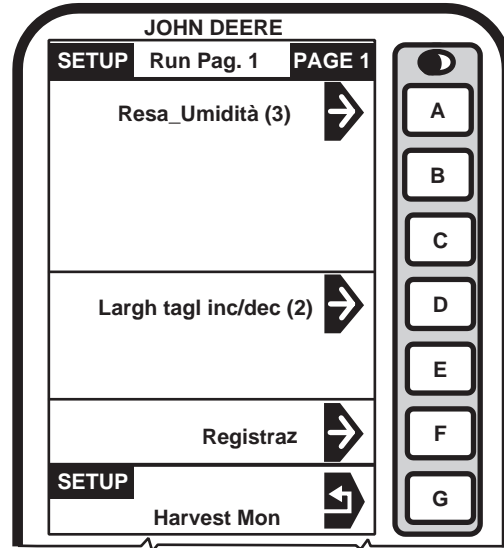 JOHN DEERE
SETUP Run Pag. 1 PAGE 1
Resa_Umidità (3)
Largh tagl inc/dec (2)
Registraz
SETUP
Harvest Mon
A
B
C
D
E
F
G